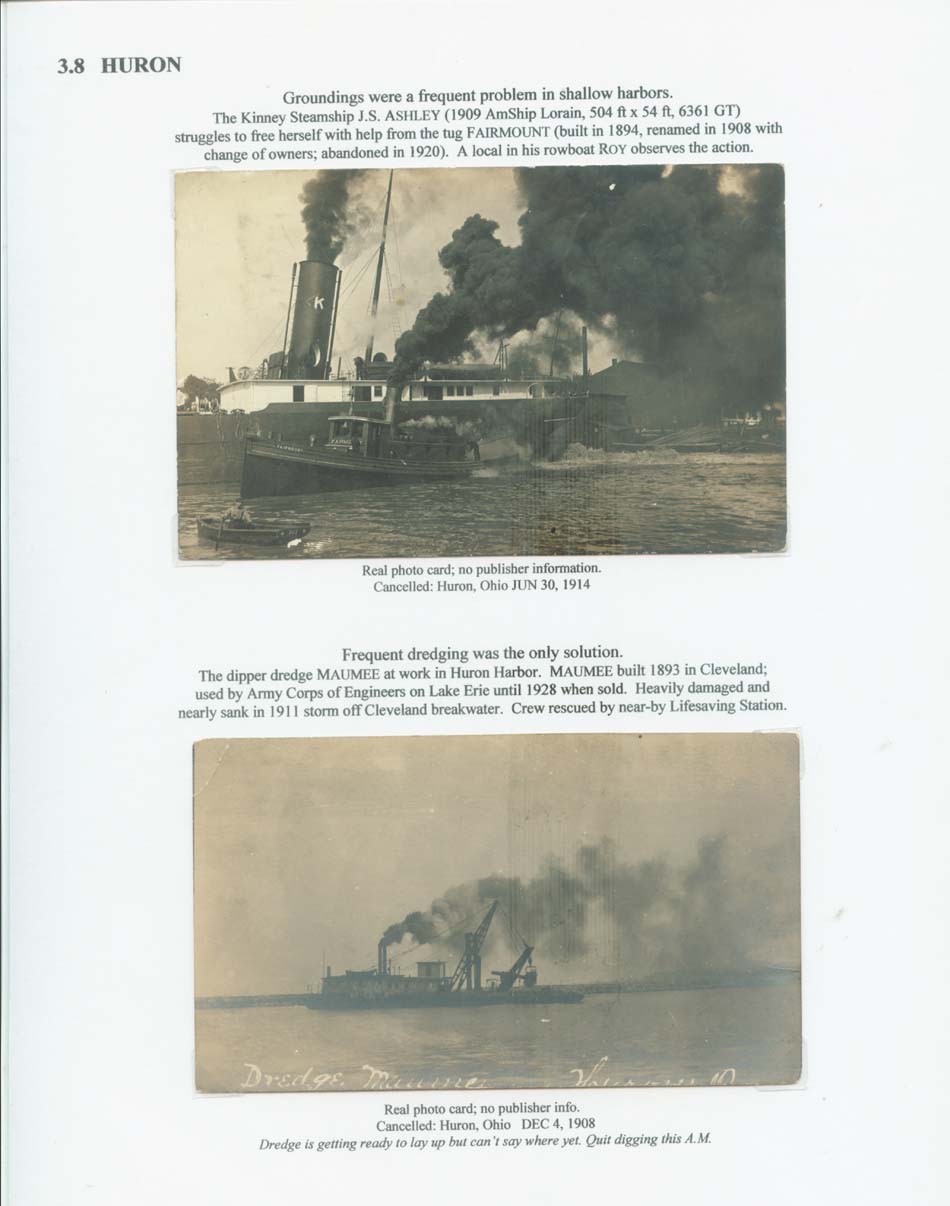 3.8 HURON
Groundings were a frequent problem in shallow harbors.
The Kinney Steamship J.S. ASHLEY (1909 AmShip Lorain, 504 ft x 54 ft, 6361 GT)
struggles to free herself with help from the tug FAIRMOUNT (built in 1894, renamed in 1908 with
change of owners; abandoned in 1920). A local in his rowboat ROY observes the action.
K
Real photo card; no publisher information.
Cancelled: Huron, Ohio JUN 30, 1914
Frequent dredging was the only solution.
The dipper dredge MAUMEE at work in Huron Harbor. MAUMEE built 1893 in Cleveland;
used by Army Corps of Engineers on Lake Erie until 1928 when sold. Heavily damaged and
nearly sank in 1911 storm off Cleveland breakwater. Crew rescued by near-by Lifesaving Station.
Dredge Maumee Huron O
Real photo card; no publisher info.
Cancelled: Huron, Ohio DEC 4, 1908
Dredge is getting ready to lay up but can't say where yet. Quit digging this A.M.